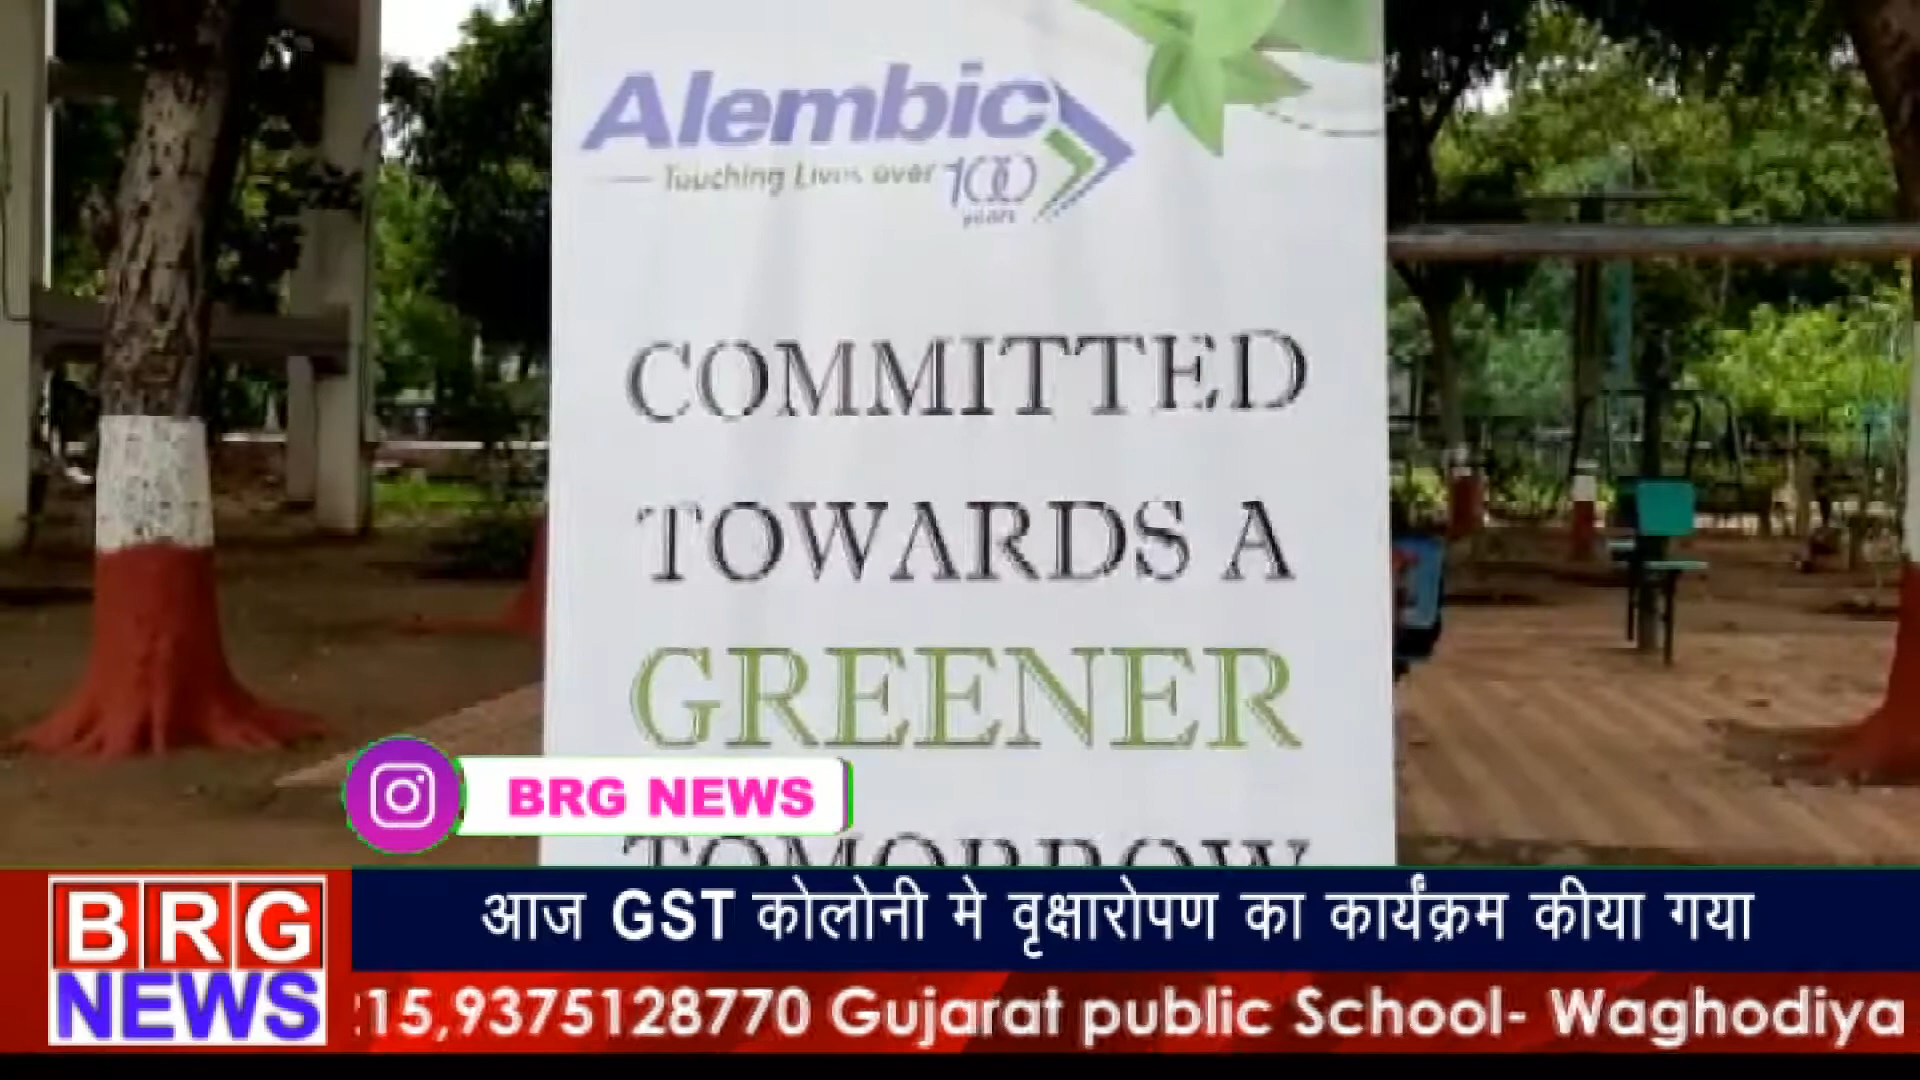 Alembic
Touching Lives over 100
years
COMMITTED
TOWARDS A
GREENER
TOMORROW
BRG NEWS
आज GST कोलोनी मे वृक्षारोपण का कार्यंक्रम कीया गया
BRG
NEWS
15,9375128770 Gujarat public School- Waghodiya